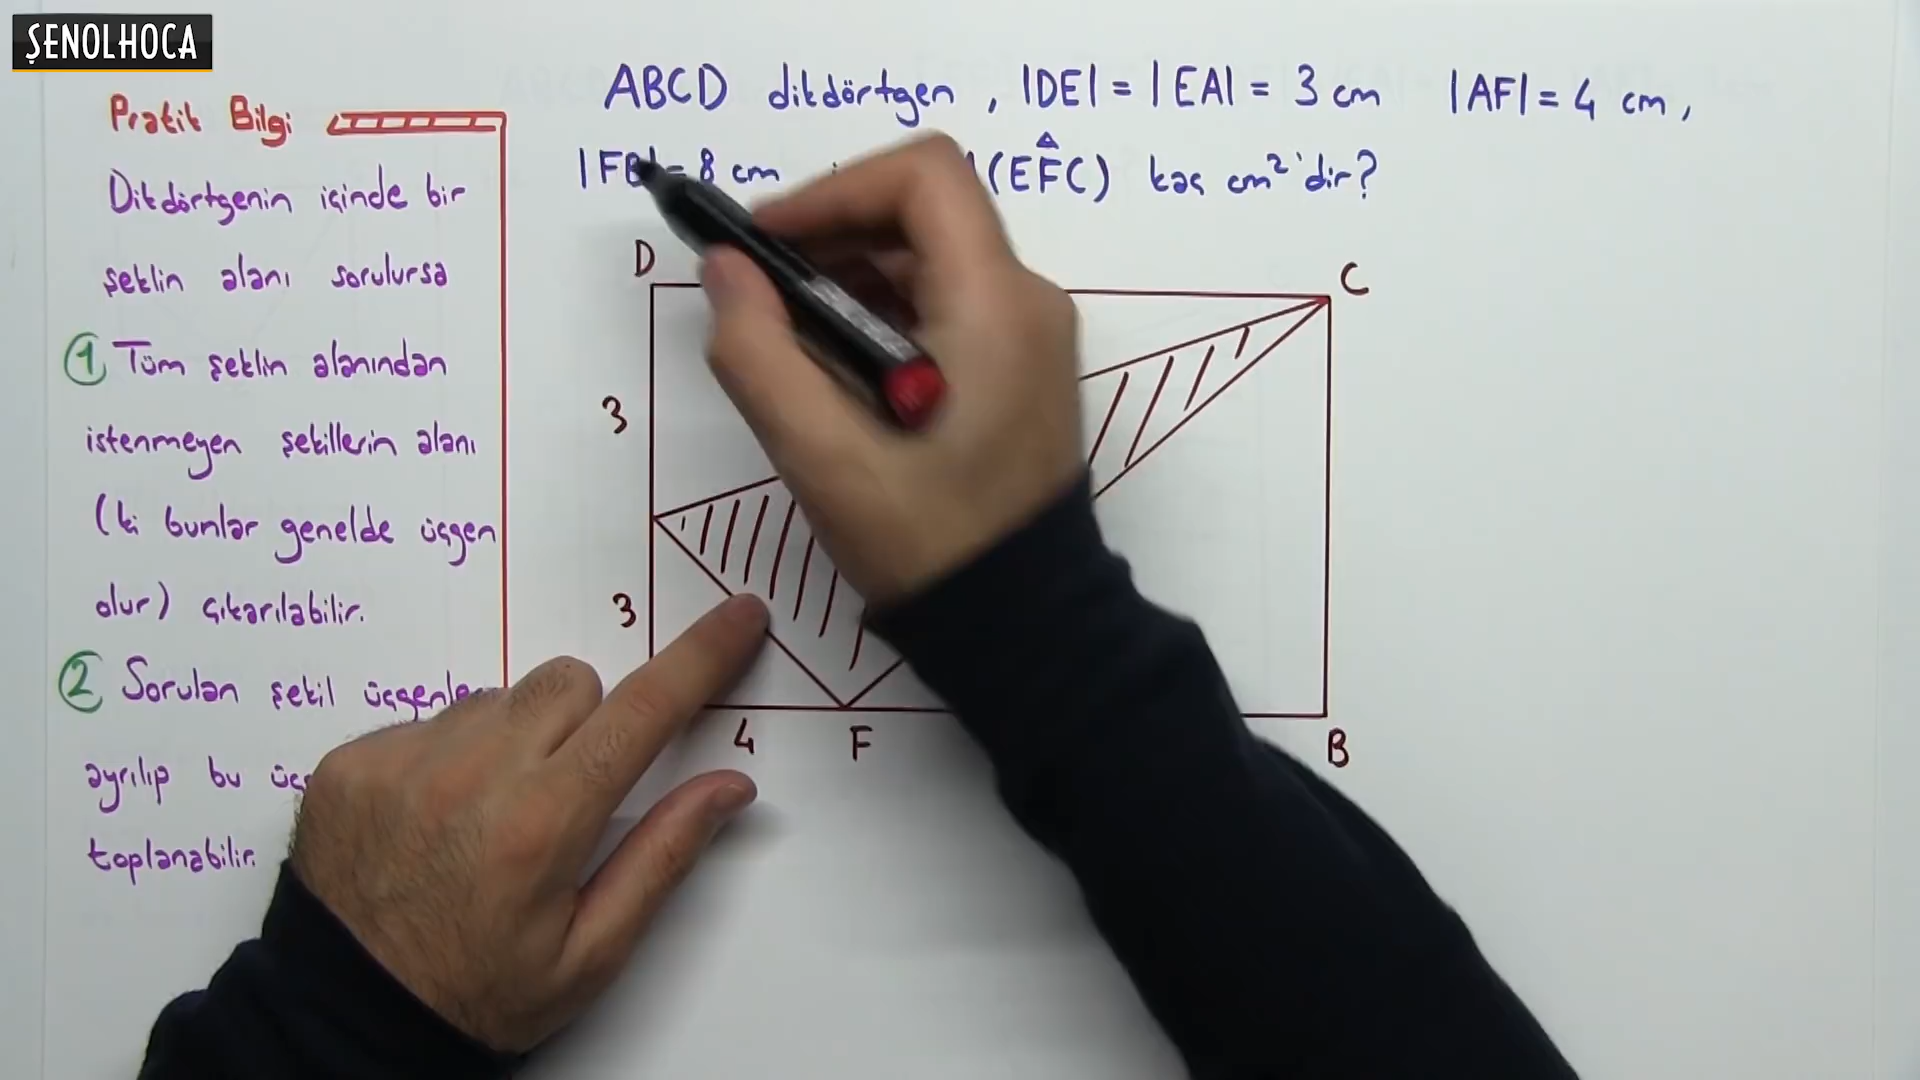 ŞENOLHOCA
Pratik Bilgi
Dikdörtgenin içinde bir
şeklin alanı sorulursa
1 Tüm şeklin alanından
istenmeyen şekillerin alanı
(ki bunlar genelde üçgen
olur) çıkarılabilir.
2 Sorulan şekil
ayrılıp bu
toplanabilir.
ABCD dikdörtgen, |DE| = |EA| = 3 cm |AF| = 4 cm,
|FB| = 8 cm (EFC) kaç cm²'dir?
D
C
3
3
4
F
B